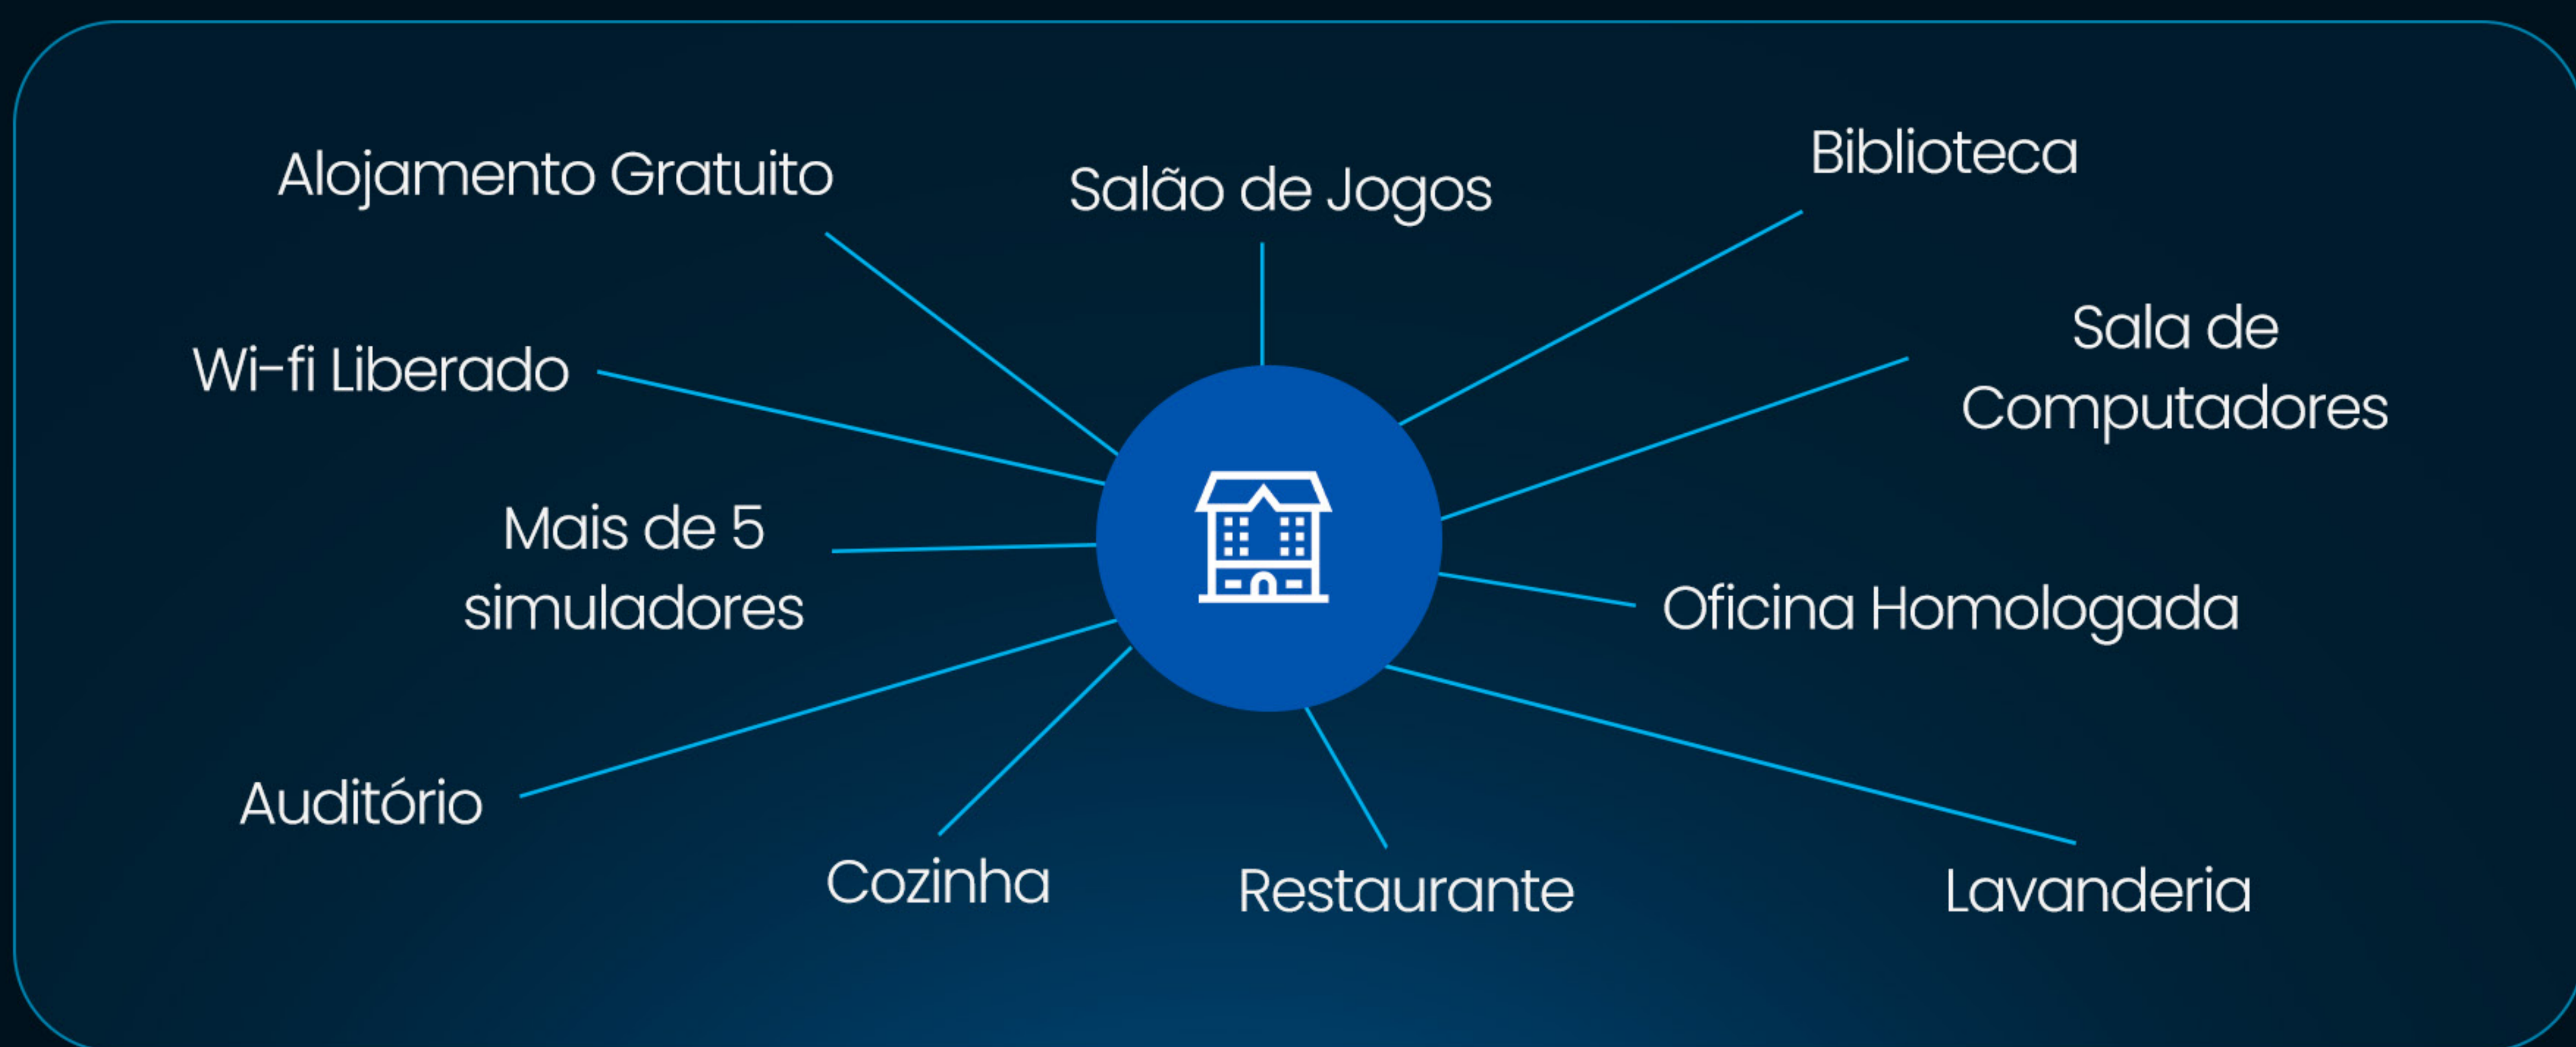 Alojamento Gratuito
Salão de Jogos
Biblioteca
Wi-fi Liberado
Sala de
Computadores
Mais de 5
simuladores
Oficina Homologada
Auditório
Cozinha
Restaurante
Lavanderia